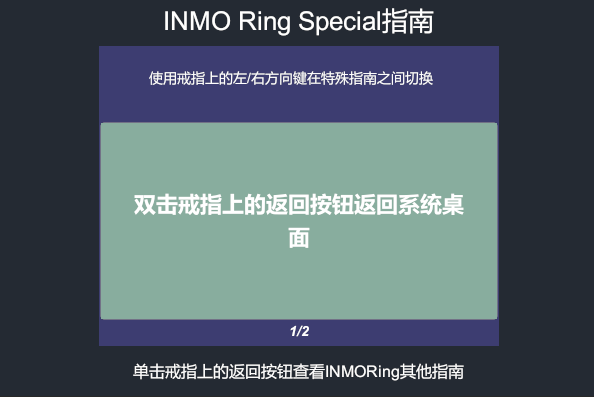 INMO Ring Special指南
使用戒指上的左/右方向键在特殊指南之间切换
双击戒指上的返回按钮返回系统桌
面
1/2
单击戒指上的返回按钮查看INMORing其他指南